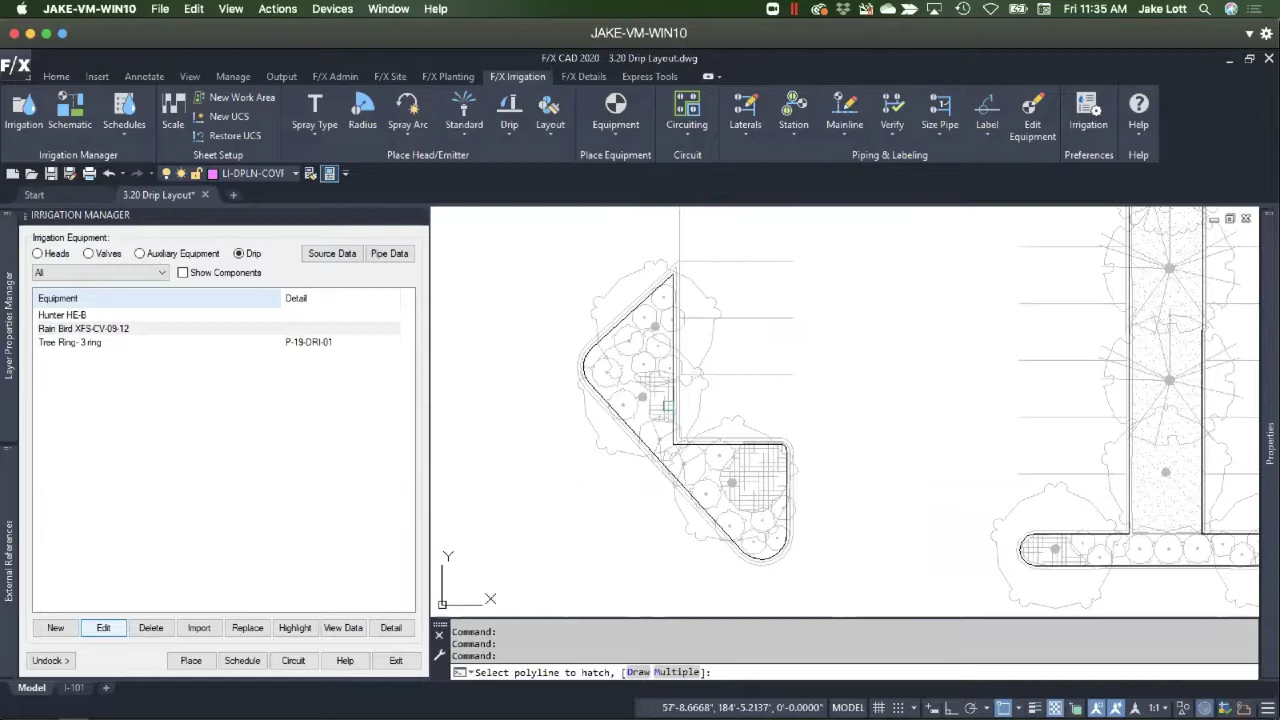 JAKE-VM-WIN10 File Edit View Actions Devices Window Help Fri 11:35 AM Jake Lott
JAKE-VM-WIN10
F/X F/X CAD 2020 3.20 Drip Layout.dwg
Home Insert Annotate View Manage Output F/X Admin F/X Site F/X Planting F/X Irrigation F/X Details Express Tools
New Work Area
New UCS
Restore UCS
Irrigation Schematic Schedules Scale Spray Type Radius Spray Arc Standard Drip Layout Equipment Circuiting Laterals Station Mainline Verify Size Pipe Label Edit Equipment Irrigation Help
Irrigation Manager Sheet Setup Place Head/Emitter Place Equipment Circuit Piping & Labeling Preferences Help
LI-DPLN-COVF
Start 3.20 Drip Layout*
IRRIGATION MANAGER
Irrigation Equipment:
Heads Valves Auxiliary Equipment Drip Source Data Pipe Data
All Show Components
Equipment Detail
Hunter HE-B
Rain Bird XFS-CV-09-12
Tree Ring- 3 ring P-19-DRI-01
New Edit Delete Import Replace Highlight View Data Detail
Undock > Place Schedule Circuit Help Exit
Layer Properties Manager
External References
Properties
Y
X
Command:
Command:
Command:
Select polyline to hatch, [Draw Multiple]:
Model I-101
57'-8.6668", 184'-5.2137", 0'-0.0000" MODEL 1:1